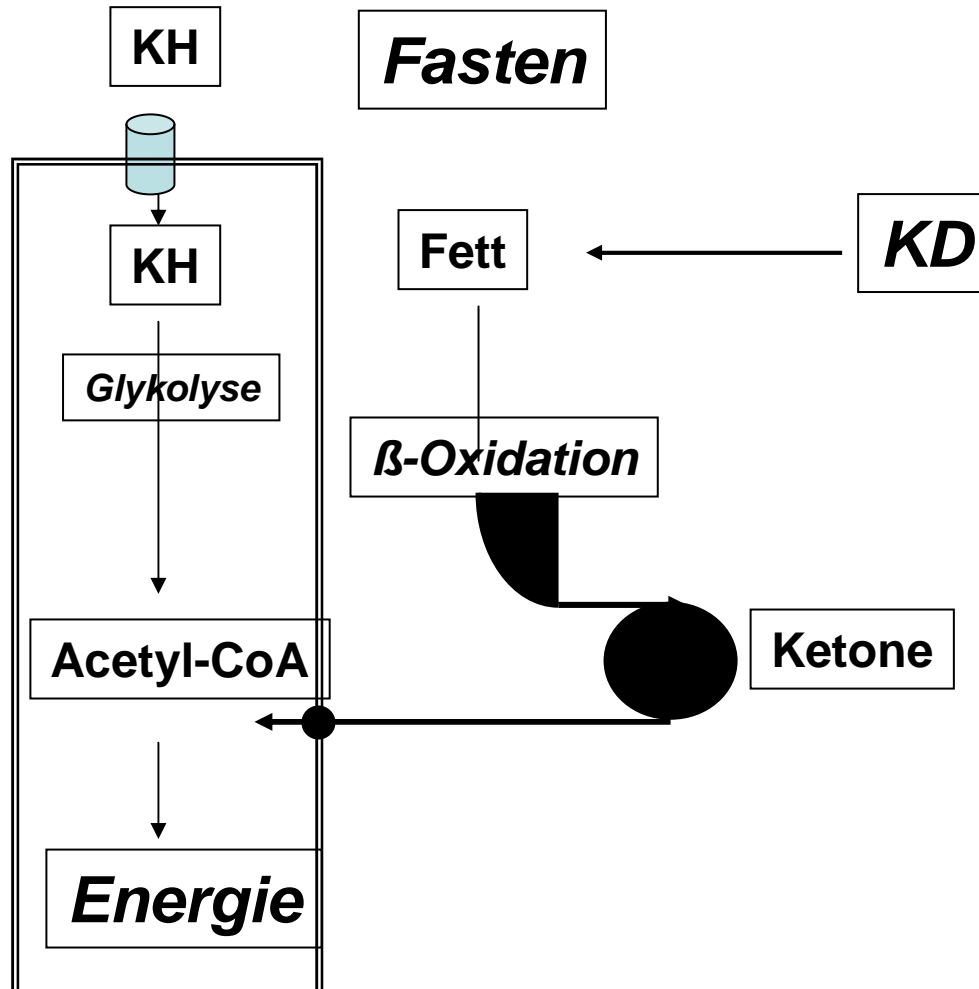 KH
Fasten
KH
Fett
KD
Glykolyse
ß-Oxidation
Acetyl-CoA
Ketone
Energie